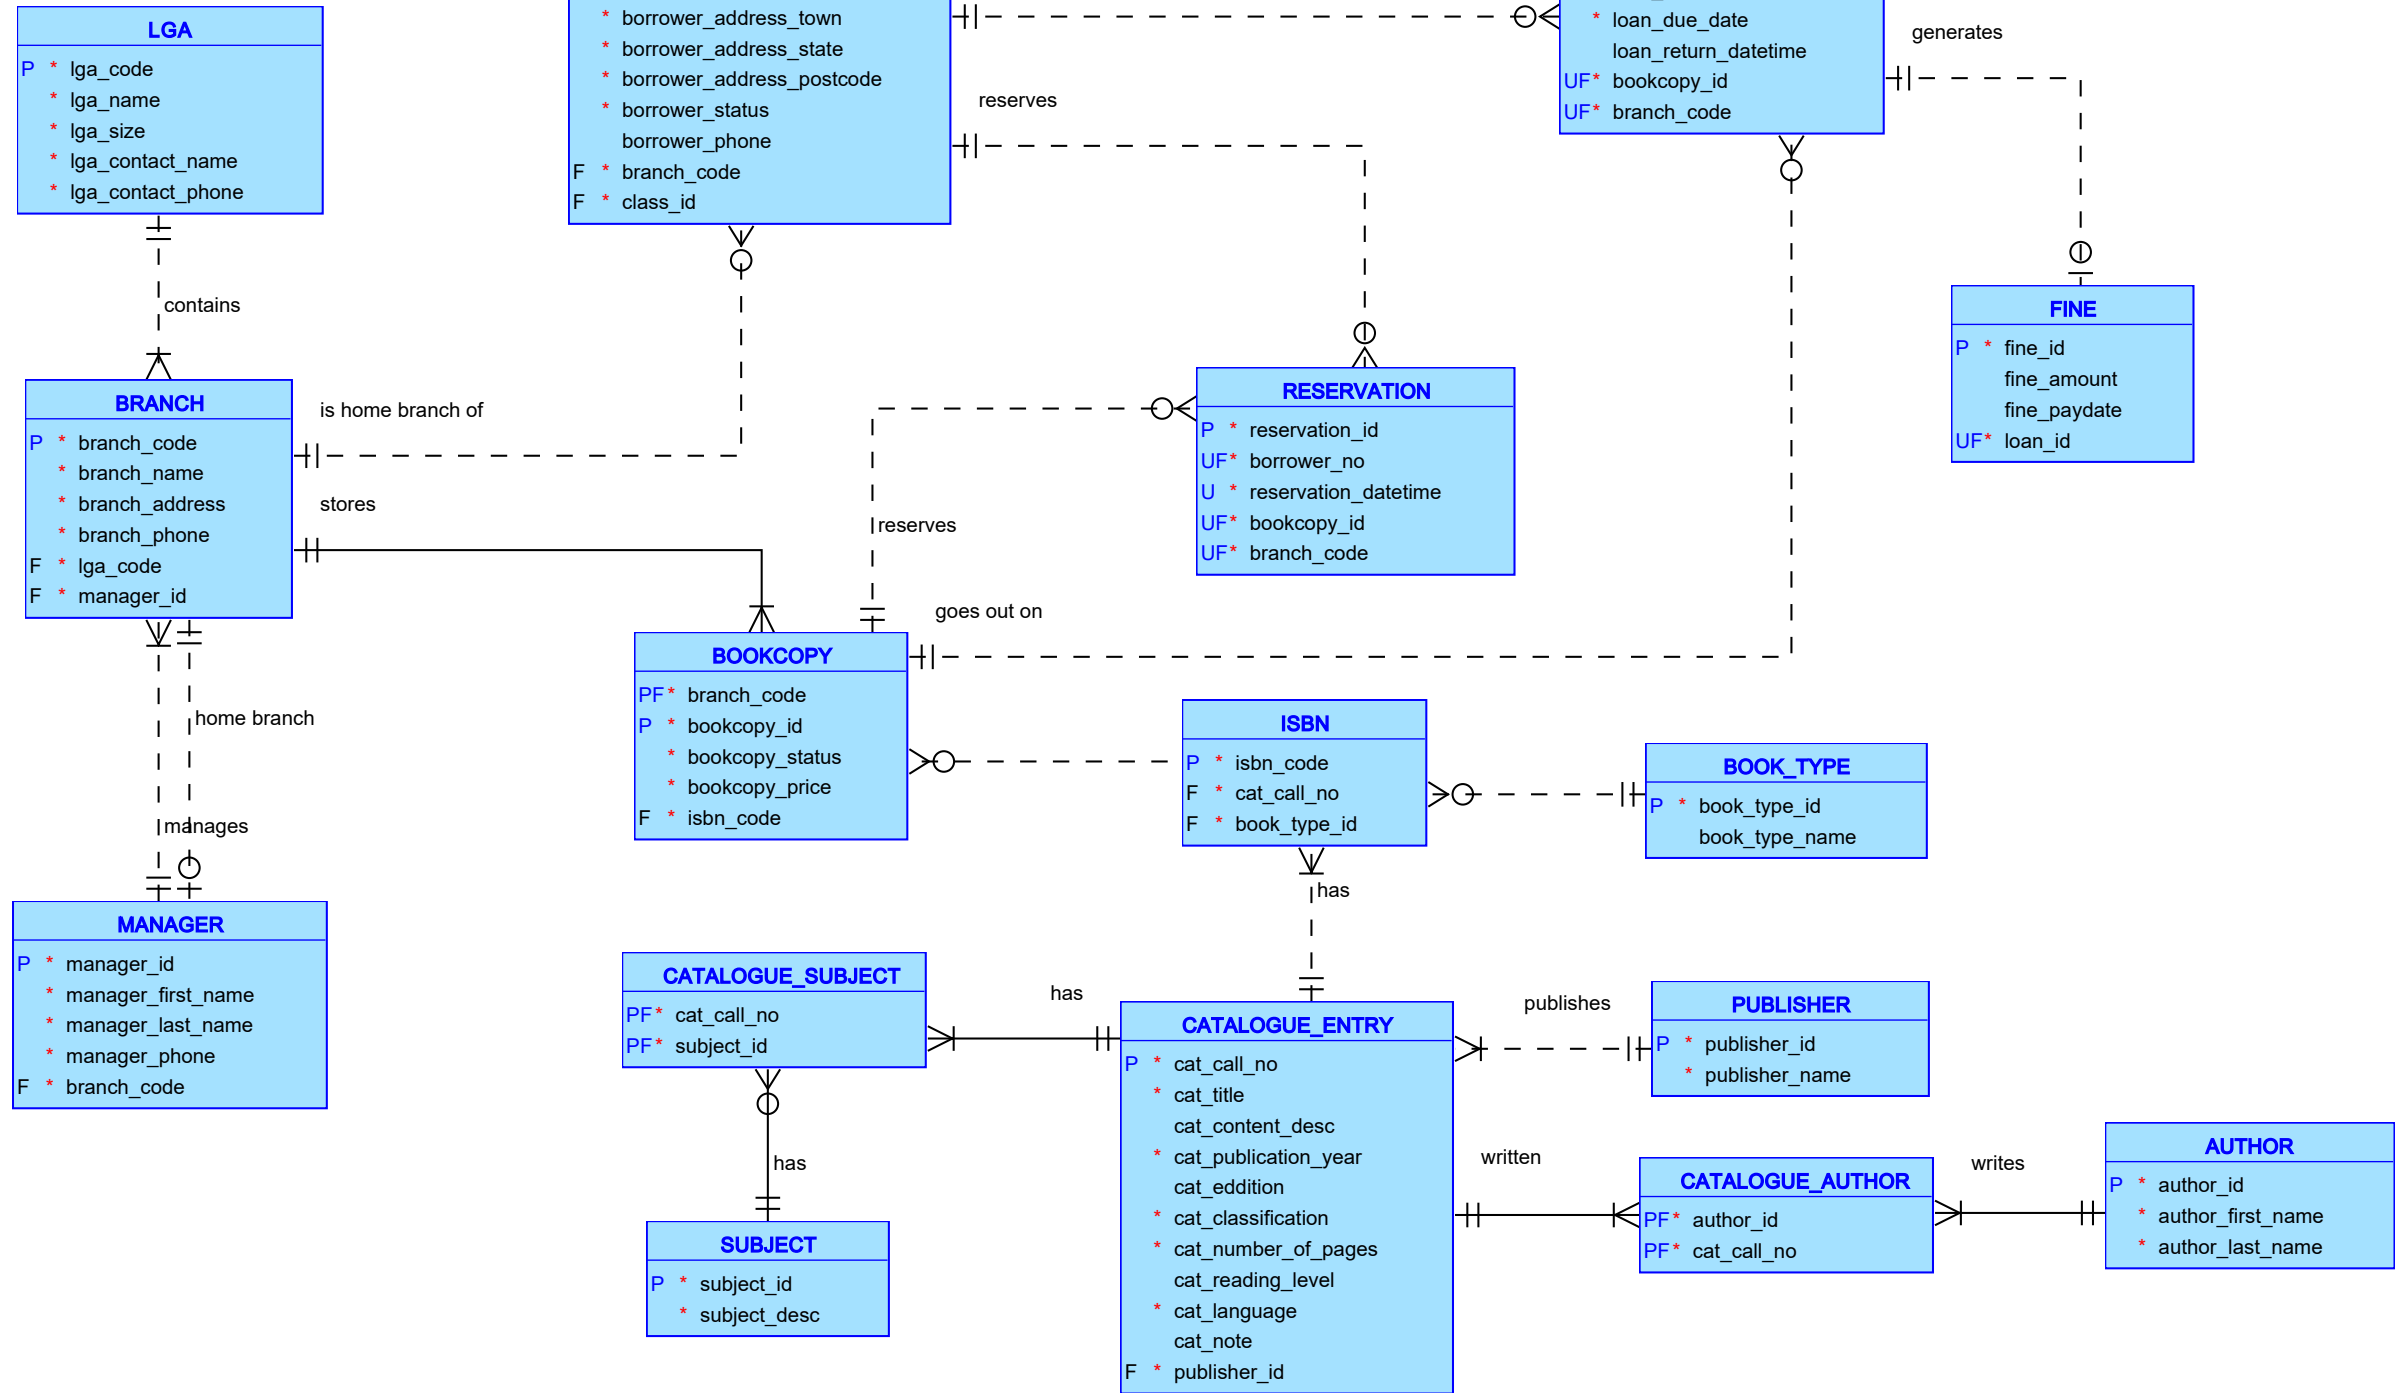 * borrower_address_town
* borrower_address_state
* borrower_address_postcode
* borrower_status
borrower_phone
F * branch_code
F * class_id
* loan_due_date
loan_return_datetime
UF* bookcopy_id
UF* branch_code
generates
reserves
LGA
P * lga_code
* lga_name
* lga_size
* lga_contact_name
* lga_contact_phone
contains
FINE
P * fine_id
fine_amount
fine_paydate
UF* loan_id
BRANCH
P * branch_code
* branch_name
* branch_address
* branch_phone
F * lga_code
F * manager_id
is home branch of
stores
RESERVATION
P * reservation_id
UF* borrower_no
U * reservation_datetime
UF* bookcopy_id
UF* branch_code
reserves
goes out on
BOOKCOPY
PF* branch_code
P * bookcopy_id
* bookcopy_status
* bookcopy_price
F * isbn_code
home branch
manages
ISBN
P * isbn_code
F * cat_call_no
F * book_type_id
BOOK_TYPE
P * book_type_id
book_type_name
has
MANAGER
P * manager_id
* manager_first_name
* manager_last_name
* manager_phone
F * branch_code
CATALOGUE_SUBJECT
PF* cat_call_no
PF* subject_id
has
has
SUBJECT
P * subject_id
* subject_desc
CATALOGUE_ENTRY
P * cat_call_no
* cat_title
cat_content_desc
* cat_publication_year
cat_eddition
* cat_classification
* cat_number_of_pages
cat_reading_level
* cat_language
cat_note
F * publisher_id
publishes
PUBLISHER
P * publisher_id
* publisher_name
written
CATALOGUE_AUTHOR
PF* author_id
PF* cat_call_no
writes
AUTHOR
P * author_id
* author_first_name
* author_last_name